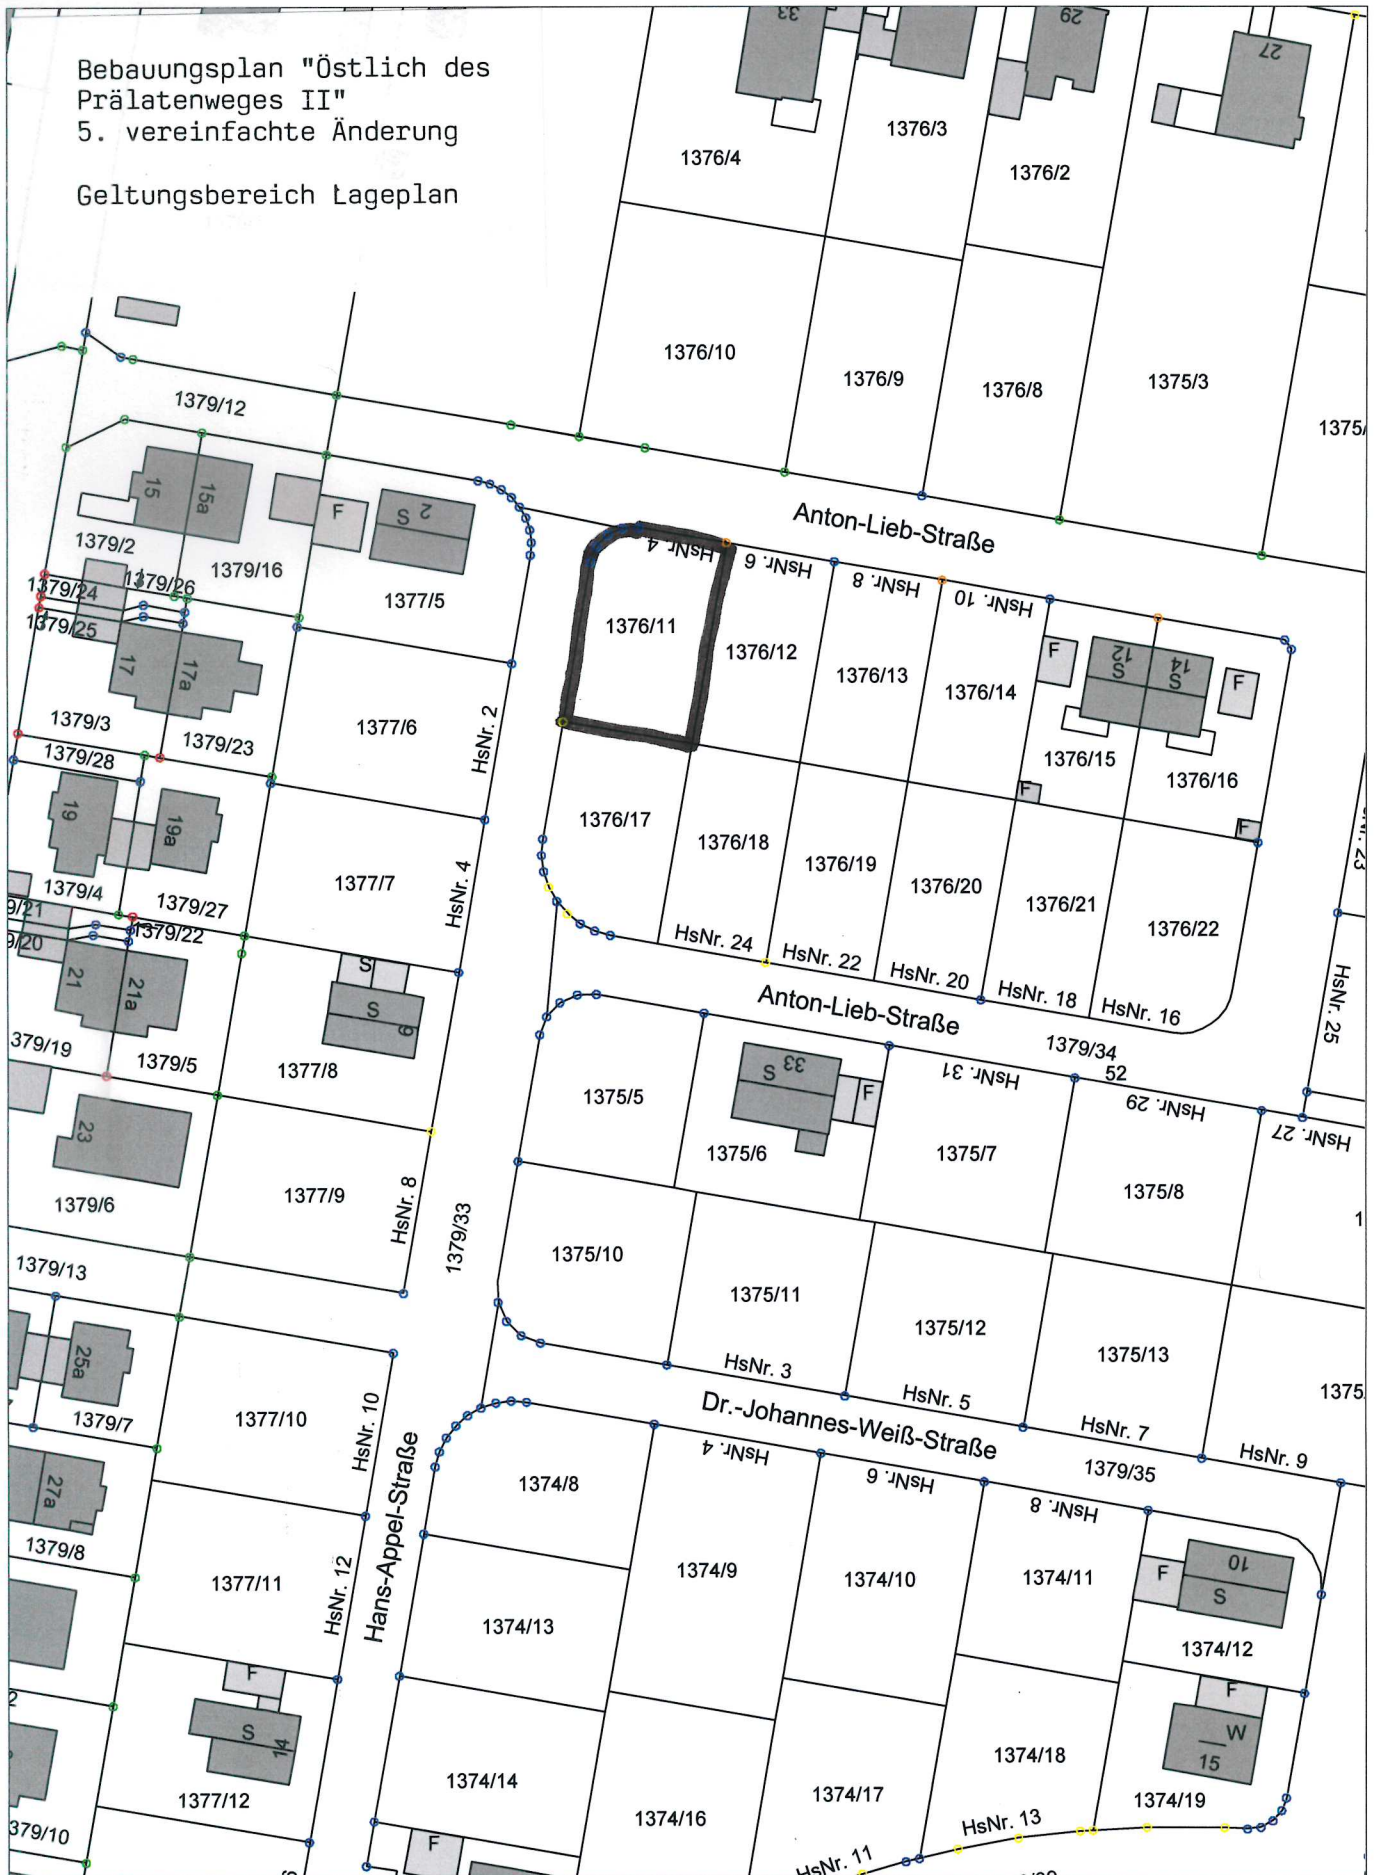 Bebauungsplan "Östlich des
Prälatenweges II"
5. vereinfachte Änderung
Geltungsbereich Lageplan
33
29
27
1376/4
1376/3
1376/2
1376/10
1376/9
1376/8
1375/3
1379/12
15
15a
F
S 2
1379/2
1379/16
1377/5
1379/24
1379/26
1379/25
17
17a
1379/3
1379/23
1379/28
1377/6
HsNr. 2
Anton-Lieb-Straße
HsNr. 4
HsNr. 6
HsNr. 8
HsNr. 10
1376/11
1376/12
1376/13
1376/14
F
S 12
S 14
F
1376/15
1376/16
F
F
19
19a
1379/4
1379/27
1379/22
1377/7
HsNr. 4
1376/17
1376/18
1376/19
1376/20
1376/21
1376/22
HsNr. 24
HsNr. 22
HsNr. 20
HsNr. 18
HsNr. 16
HsNr. 25
21
21a
1379/5
S
S
9
1377/8
Anton-Lieb-Straße
1379/34
52
1375/5
S 33
F
1375/6
HsNr. 31
1375/7
HsNr. 29
1375/8
HsNr. 27
23
1379/6
1377/9
HsNr. 8
1379/33
1375/10
1375/11
1375/12
1375/13
1379/13
25a
1379/7
1377/10
HsNr. 10
HsNr. 3
HsNr. 5
HsNr. 7
HsNr. 9
Dr.-Johannes-Weiß-Straße
1379/35
HsNr. 4
HsNr. 6
HsNr. 8
27a
1379/8
1377/11
HsNr. 12
Hans-Appel-Straße
1374/8
1374/13
1374/9
1374/10
1374/11
F
10
S
1374/12
F
S
14
1377/12
1374/14
1374/16
1374/17
1374/18
F
W
15
1374/19
F
HsNr. 11
HsNr. 13